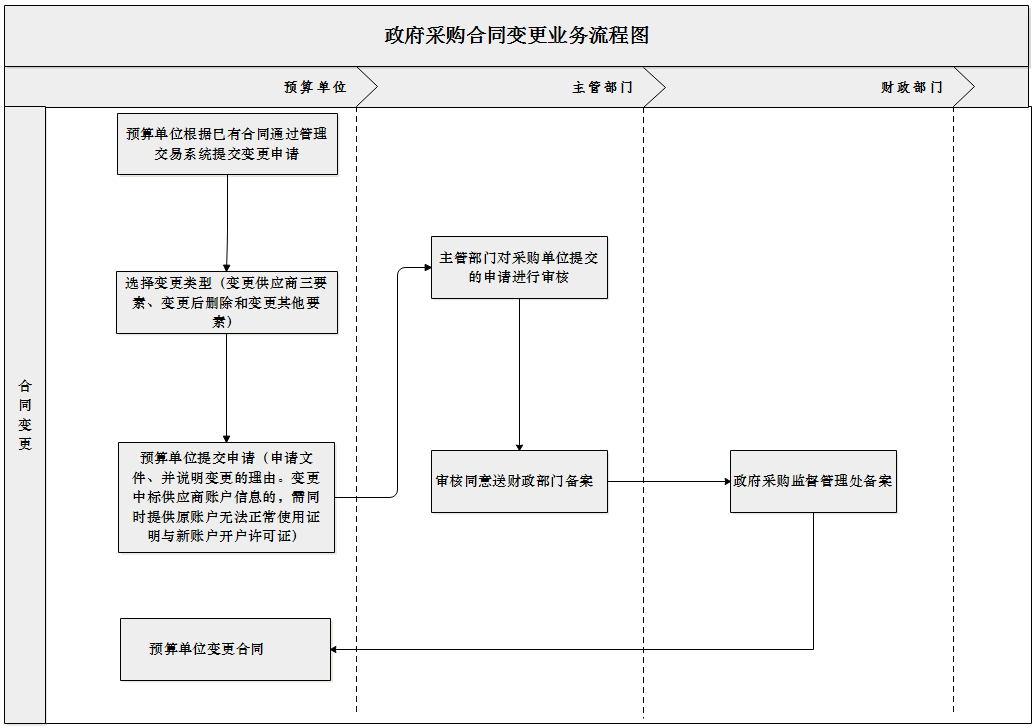 政府采购合同变更业务流程图
预算单位
主管部门
财政部门
合
同
变
更
预算单位根据已有合同通过管理
交易系统提交变更申请
选择变更类型（变更供应商三要
素、变更后删除和变更其他要
素）
预算单位提交申请（申请文
件、并说明变更的理由。变更
中标供应商账户信息的，需同
时提供原账户无法正常使用证
明与新账户开户许可证）
主管部门对采购单位提交
的申请进行审核
审核同意送财政部门备案
政府采购监督管理处备案
预算单位变更合同